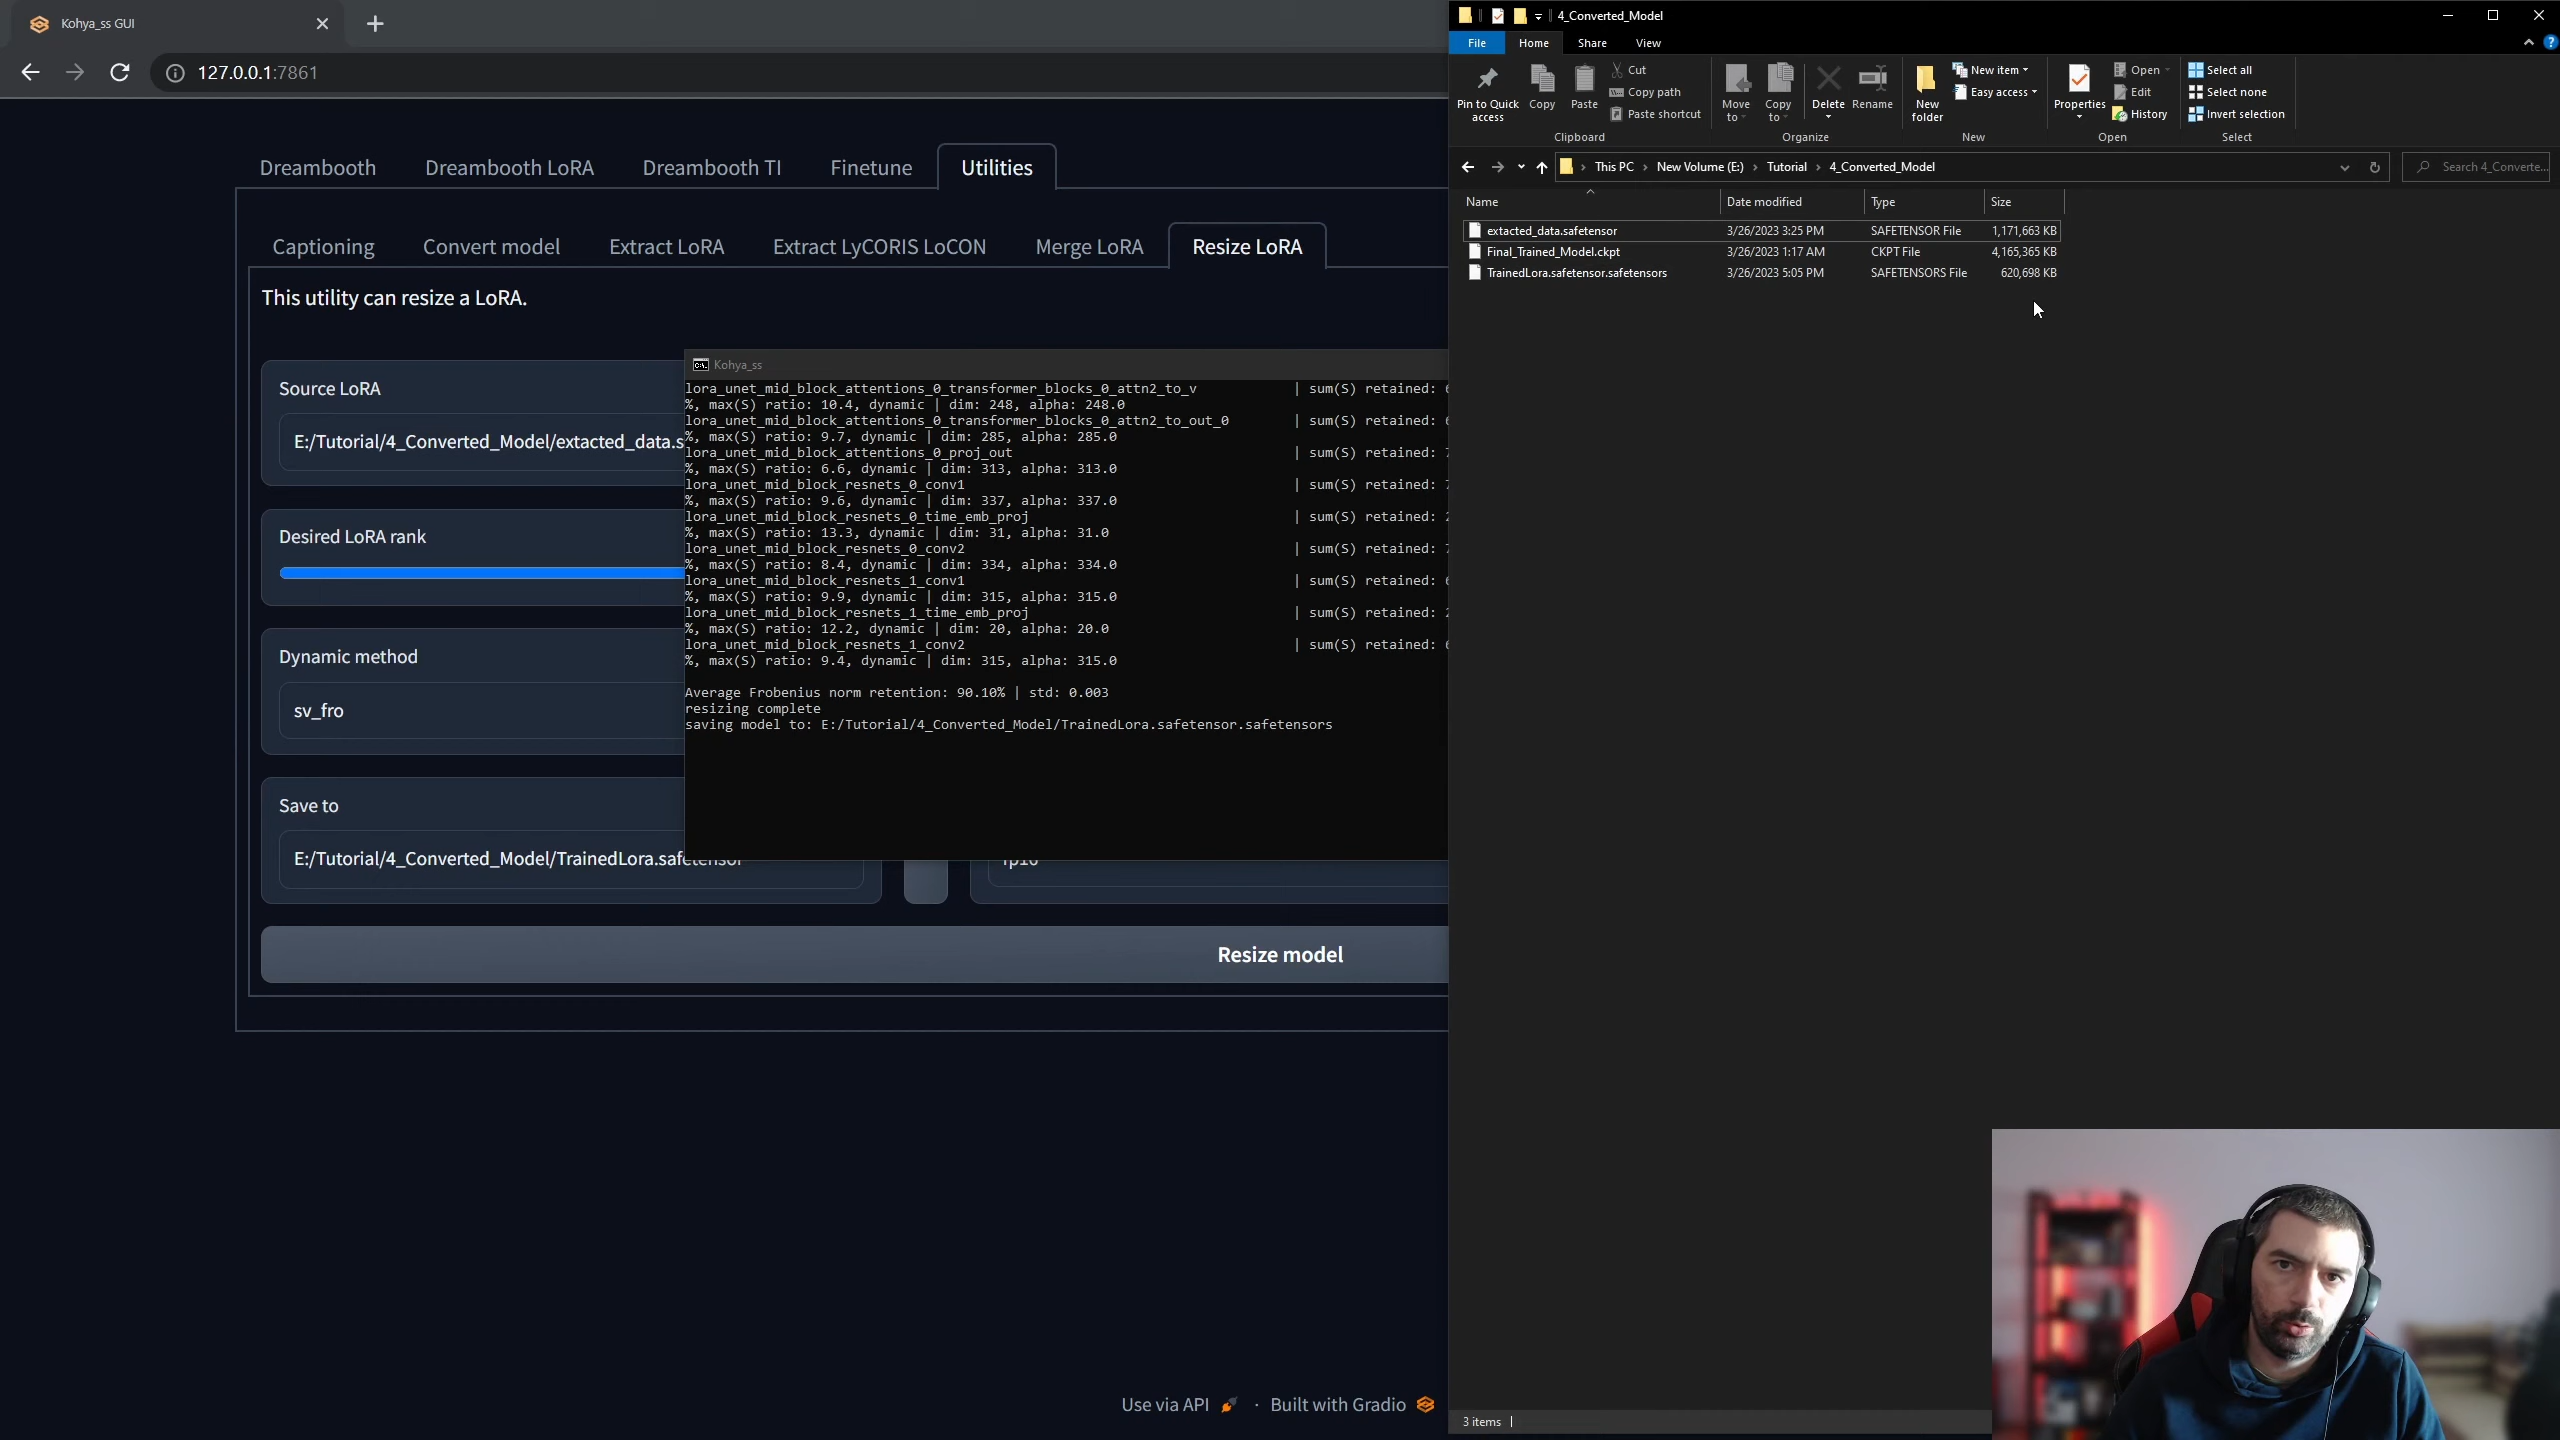 Kohya_ss GUI
127.0.0.1:7861
Dreambooth
Dreambooth LoRA
Dreambooth TI
Finetune
Utilities
Captioning
Convert model
Extract LoRA
Extract LyCORIS LoCON
Merge LoRA
Resize LoRA
This utility can resize a LoRA.
Source LoRA
E:/Tutorial/4_Converted_Model/extacted_data.s
Desired LoRA rank
Dynamic method
sv_fro
Save to
E:/Tutorial/4_Converted_Model/TrainedLora.safetensor
fp16
Resize model
Use via API
· Built with Gradio
Kohya_ss
lora_unet_mid_block_attentions_0_transformer_blocks_0_attn2_to_v | sum(S) retained: 6
%, max(S) ratio: 10.4, dynamic | dim: 248, alpha: 248.0
lora_unet_mid_block_attentions_0_transformer_blocks_0_attn2_to_out_0 | sum(S) retained: 6
%, max(S) ratio: 9.7, dynamic | dim: 285, alpha: 285.0
lora_unet_mid_block_attentions_0_proj_out | sum(S) retained: 7
%, max(S) ratio: 6.6, dynamic | dim: 313, alpha: 313.0
lora_unet_mid_block_resnets_0_conv1 | sum(S) retained: 7
%, max(S) ratio: 9.6, dynamic | dim: 337, alpha: 337.0
lora_unet_mid_block_resnets_0_time_emb_proj | sum(S) retained: 2
%, max(S) ratio: 13.3, dynamic | dim: 31, alpha: 31.0
lora_unet_mid_block_resnets_0_conv2 | sum(S) retained: 7
%, max(S) ratio: 8.4, dynamic | dim: 334, alpha: 334.0
lora_unet_mid_block_resnets_1_conv1 | sum(S) retained: 6
%, max(S) ratio: 9.9, dynamic | dim: 315, alpha: 315.0
lora_unet_mid_block_resnets_1_time_emb_proj | sum(S) retained: 2
%, max(S) ratio: 12.2, dynamic | dim: 20, alpha: 20.0
lora_unet_mid_block_resnets_1_conv2 | sum(S) retained: 6
%, max(S) ratio: 9.4, dynamic | dim: 315, alpha: 315.0
Average Frobenius norm retention: 90.10% | std: 0.003
resizing complete
saving model to: E:/Tutorial/4_Converted_Model/TrainedLora.safetensor.safetensors
4_Converted_Model
File
Home
Share
View
Pin to Quick access
Copy
Paste
Cut
Copy path
Paste shortcut
Clipboard
Move to
Copy to
Delete
Rename
Organize
New folder
New item
Easy access
New
Properties
Open
Edit
History
Open
Select all
Select none
Invert selection
Select
This PC > New Volume (E:) > Tutorial > 4_Converted_Model
Search 4_Converte...
Name Date modified Type Size
extacted_data.safetensor 3/26/2023 3:25 PM SAFETENSOR File 1,171,663 KB
Final_Trained_Model.ckpt 3/26/2023 1:17 AM CKPT File 4,165,365 KB
TrainedLora.safetensor.safetensors 3/26/2023 5:05 PM SAFETENSORS File 620,698 KB
3 items